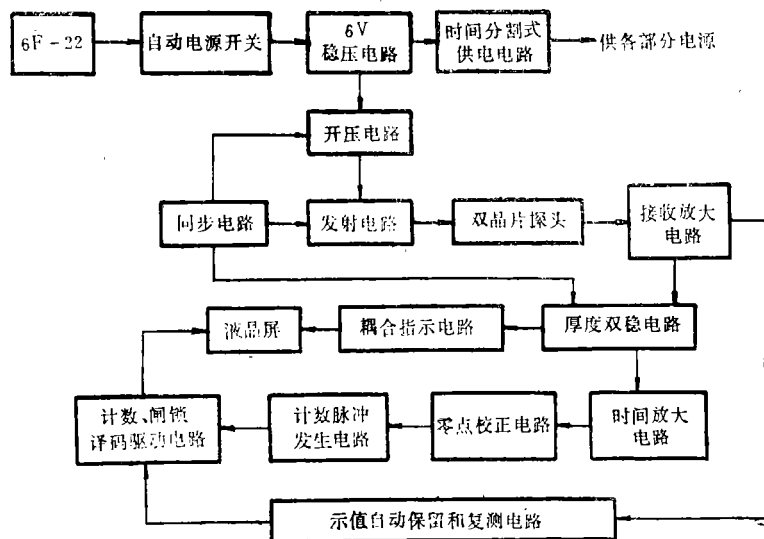 6F-22
自动电源开关
6V
稳压电路
时间分割式
供电电路
供各部分电源
开压电路
同步电路
发射电路
双晶片探头
接收放大
电路
液晶屏
耦合指示电路
厚度双稳电路
计数、闸锁
译码驱动电路
计数脉冲
发生电路
零点校正电路
时间放大
电路
示值自动保留和复测电路